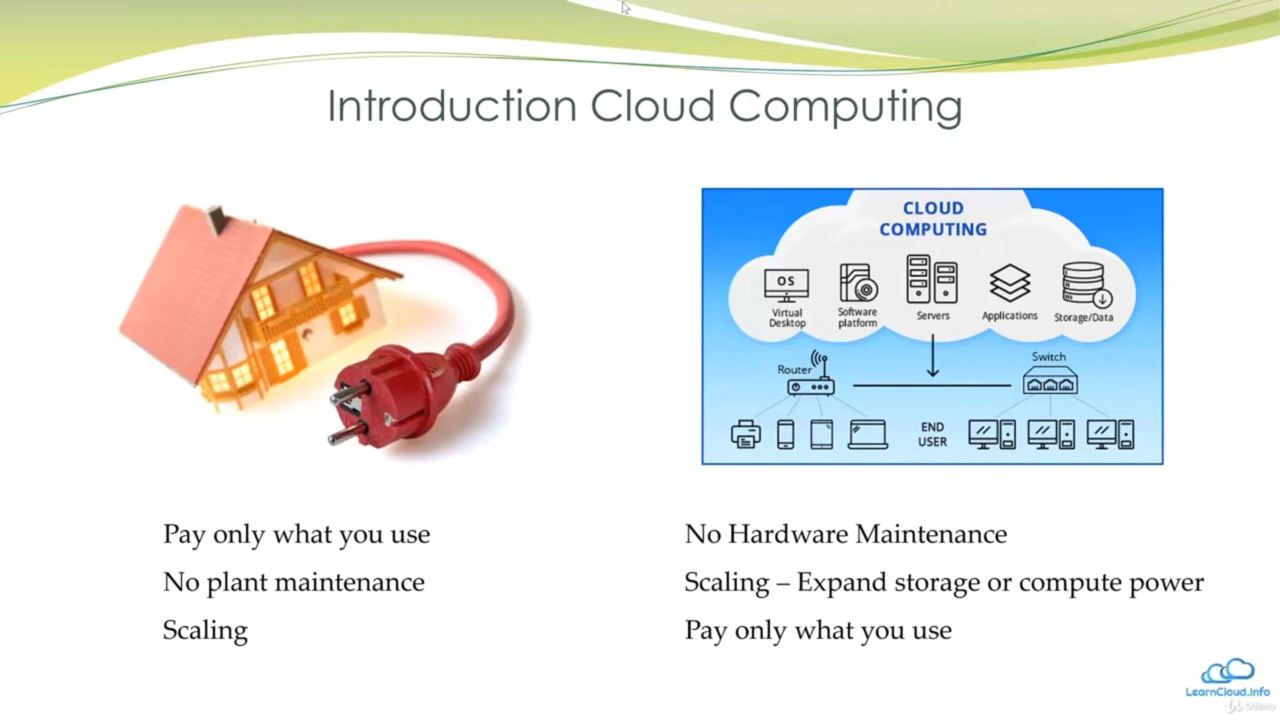 Introduction Cloud Computing
CLOUD
COMPUTING
OS
Virtual
Desktop
Software
platform
Servers
Applications
Storage/Data
Router
Switch
END
USER
Pay only what you use
No plant maintenance
Scaling
No Hardware Maintenance
Scaling – Expand storage or compute power
Pay only what you use
LearnCloud.info
Udemy